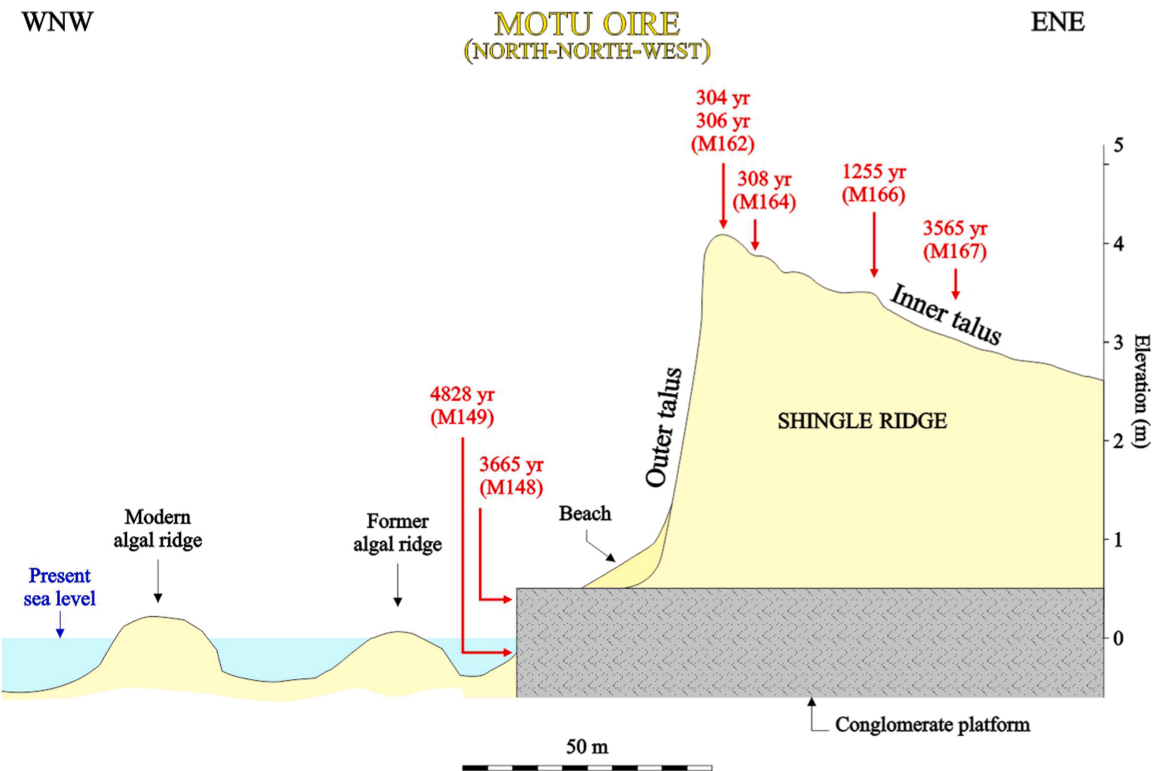 WNW
MOTU OIRE
(NORTH-NORTH-WEST)
ENE
304 yr
306 yr
(M162)
308 yr
(M164)
1255 yr
(M166)
3565 yr
(M167)
5
4
3
2
1
0
Elevation (m)
Inner talus
Outer talus
SHINGLE RIDGE
4828 yr
(M149)
3665 yr
(M148)
Beach
Modern
algal ridge
Former
algal ridge
Present
sea level
Conglomerate platform
50 m